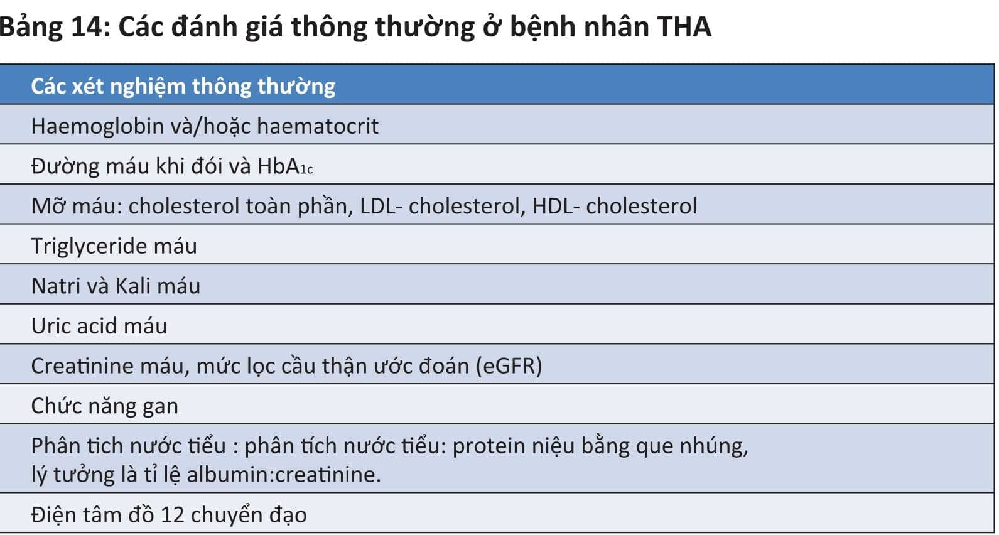 Bảng 14: Các đánh giá thông thường ở bệnh nhân THA
Các xét nghiệm thông thường
Haemoglobin và/hoặc haematocrit
Đường máu khi đói và HbA1c
Mỡ máu: cholesterol toàn phần, LDL- cholesterol, HDL- cholesterol
Triglyceride máu
Natri và Kali máu
Uric acid máu
Creatinine máu, mức lọc cầu thận ước đoán (eGFR)
Chức năng gan
Phân tich nước tiểu : phân tích nước tiểu: protein niệu bằng que nhúng,
lý tưởng là tỉ lệ albumin:creatinine.
Điện tâm đồ 12 chuyển đạo